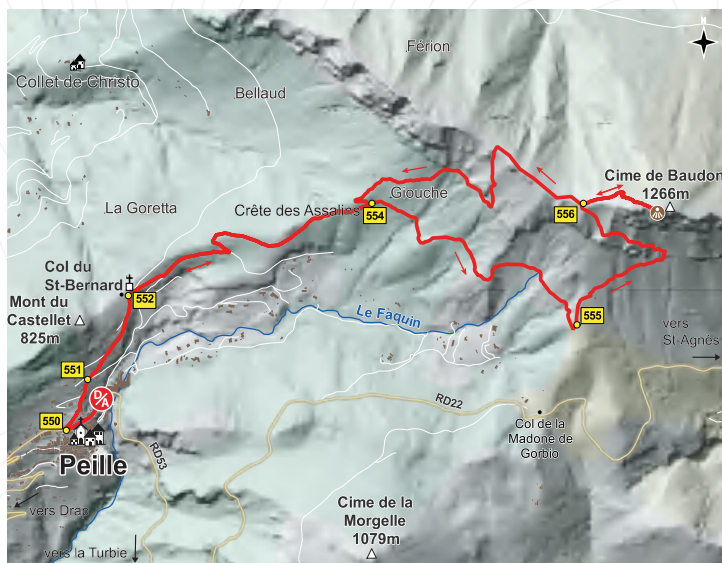 N
Férion
Collet de Christo
Bellaud
Cime de Baudon
1266m
Giouche
La Goretta
Crête des Assalins
554
556
Col du
St-Bernard
552
Mont du
Castellet
825m
Le Faquin
555
vers
St-Agnés
551
D/A
RD22
550
Col de la
Madone de
Gorbio
Peille
RD53
vers Drap
Cime de la
Morgelle
1079m
vers la Turbie